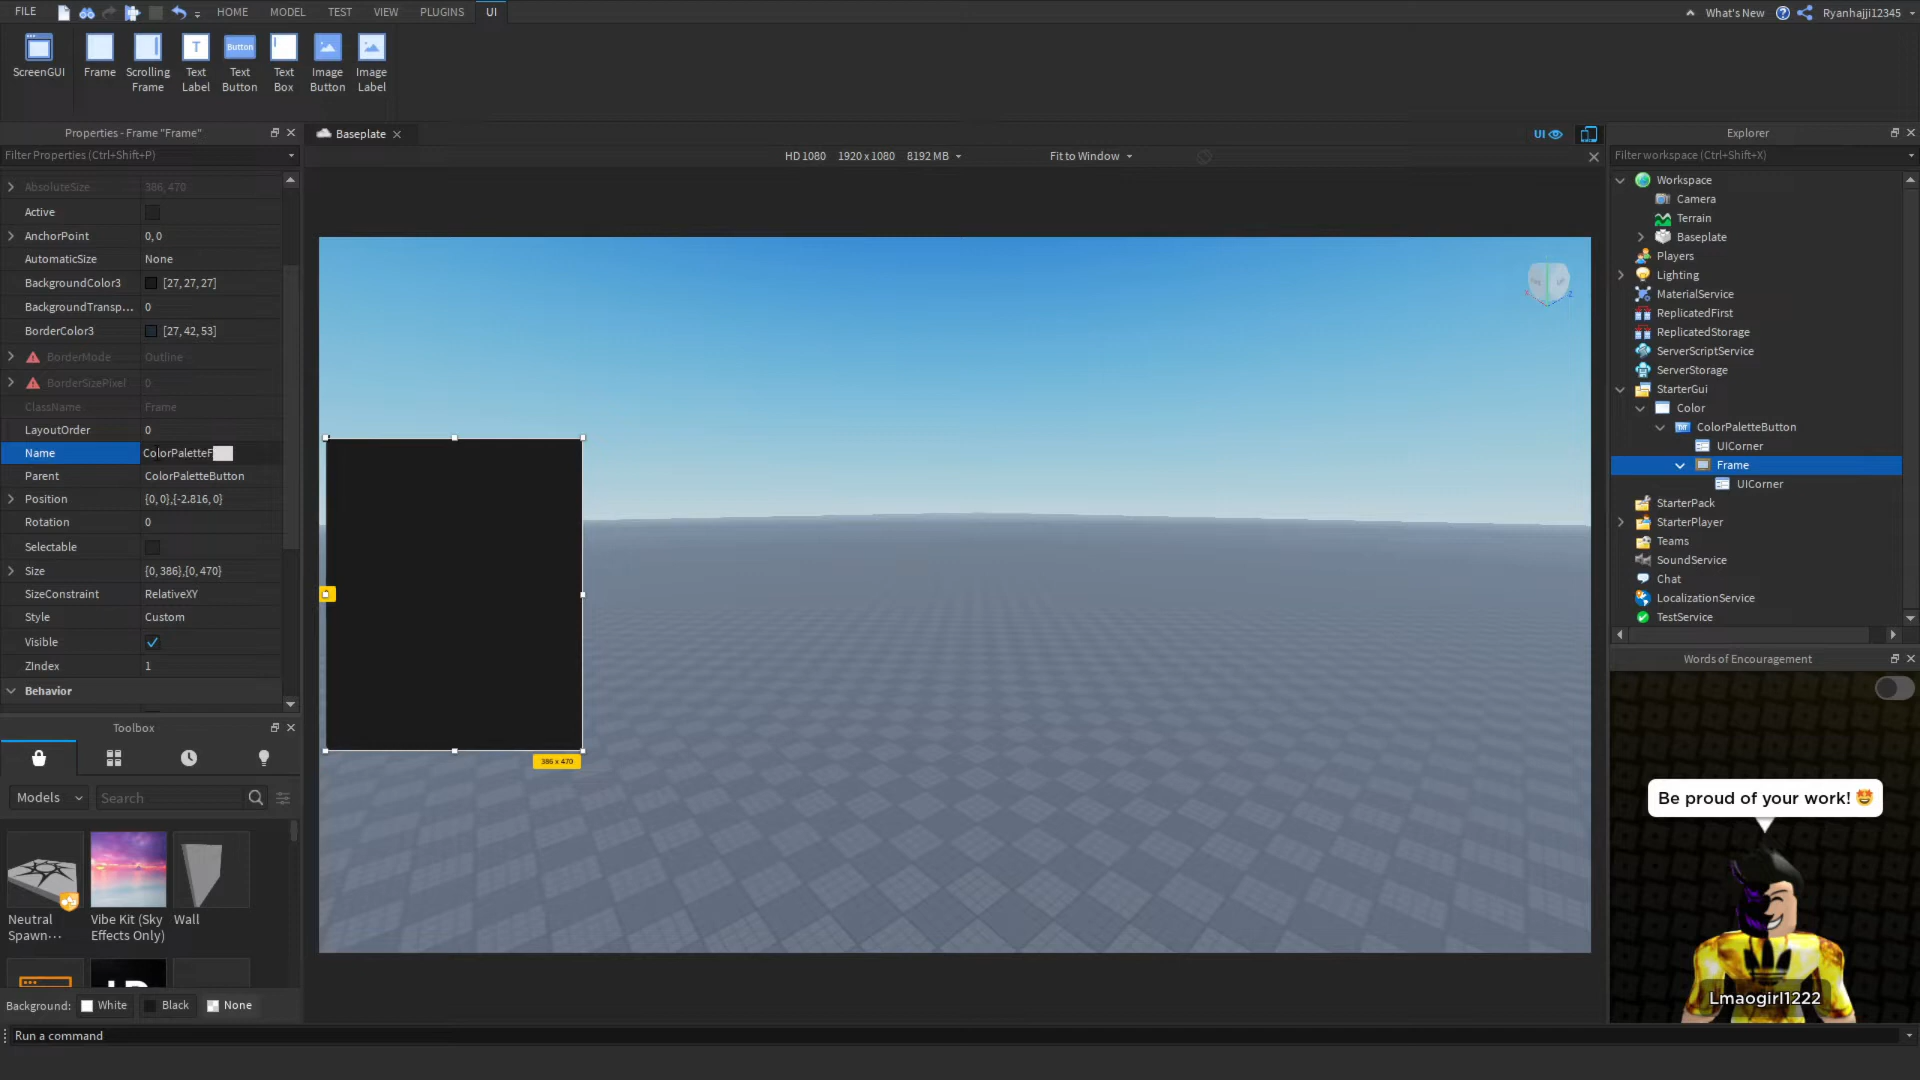 FILE
HOME
MODEL
TEST
VIEW
PLUGINS
UI
What's New
Ryanhajji12345
ScreenGUI
Frame
Scrolling
Frame
Text
Label
Button
Text
Button
Text
Box
Image
Button
Image
Label
Properties - Frame "Frame"
Filter Properties (Ctrl+Shift+P)
AbsoluteSize 386, 470
Active
AnchorPoint 0, 0
AutomaticSize None
BackgroundColor3 [27, 27, 27]
BackgroundTransp... 0
BorderColor3 [27, 42, 53]
BorderMode Outline
BorderSizePixel 0
ClassName Frame
LayoutOrder 0
Name ColorPaletteF
Parent ColorPaletteButton
Position {0, 0},{-2.816, 0}
Rotation 0
Selectable
Size {0, 386},{0, 470}
SizeConstraint RelativeXY
Style Custom
Visible
ZIndex 1
Behavior
Toolbox
Models
Search
Neutral
Spawn...
Vibe Kit (Sky
Effects Only)
Wall
Background: White Black None
Run a command
Baseplate
UI
HD 1080 1920 x 1080 8192 MB
Fit to Window
386 x 470
Explorer
Filter workspace (Ctrl+Shift+X)
Workspace
Camera
Terrain
Baseplate
Players
Lighting
MaterialService
ReplicatedFirst
ReplicatedStorage
ServerScriptService
ServerStorage
StarterGui
Color
ColorPaletteButton
UICorner
Frame
UICorner
StarterPack
StarterPlayer
Teams
SoundService
Chat
LocalizationService
TestService
Words of Encouragement
Be proud of your work! 🤩
Lmaogirl1222